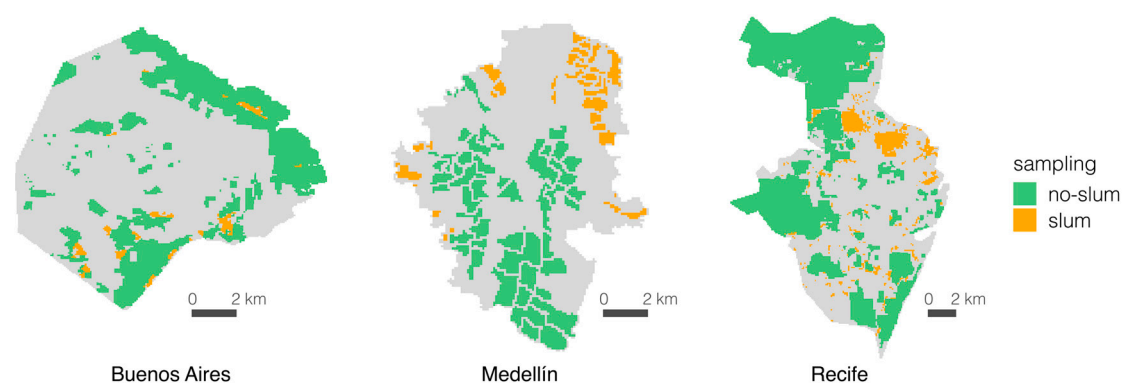 sampling
no-slum
slum
0 2 km
0 2 km
0 2 km
Buenos Aires
Medellín
Recife